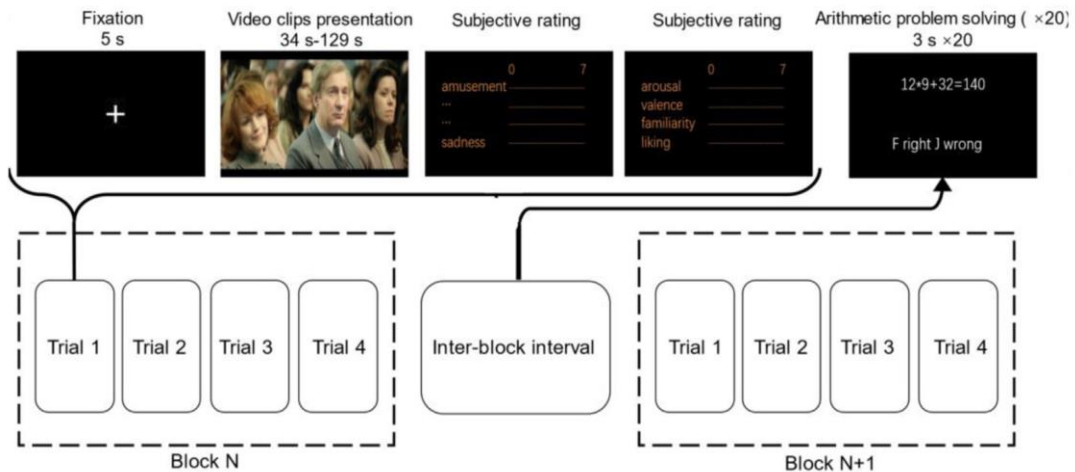 Fixation
5 s
Video clips presentation
34 s-129 s
Subjective rating
Subjective rating
Arithmetic problem solving ( ×20)
3 s ×20
0 7
amusement
...
...
sadness
0 7
arousal
valence
familiarity
liking
12*9+32=140
F right J wrong
Trial 1
Trial 2
Trial 3
Trial 4
Inter-block interval
Trial 1
Trial 2
Trial 3
Trial 4
Block N
Block N+1